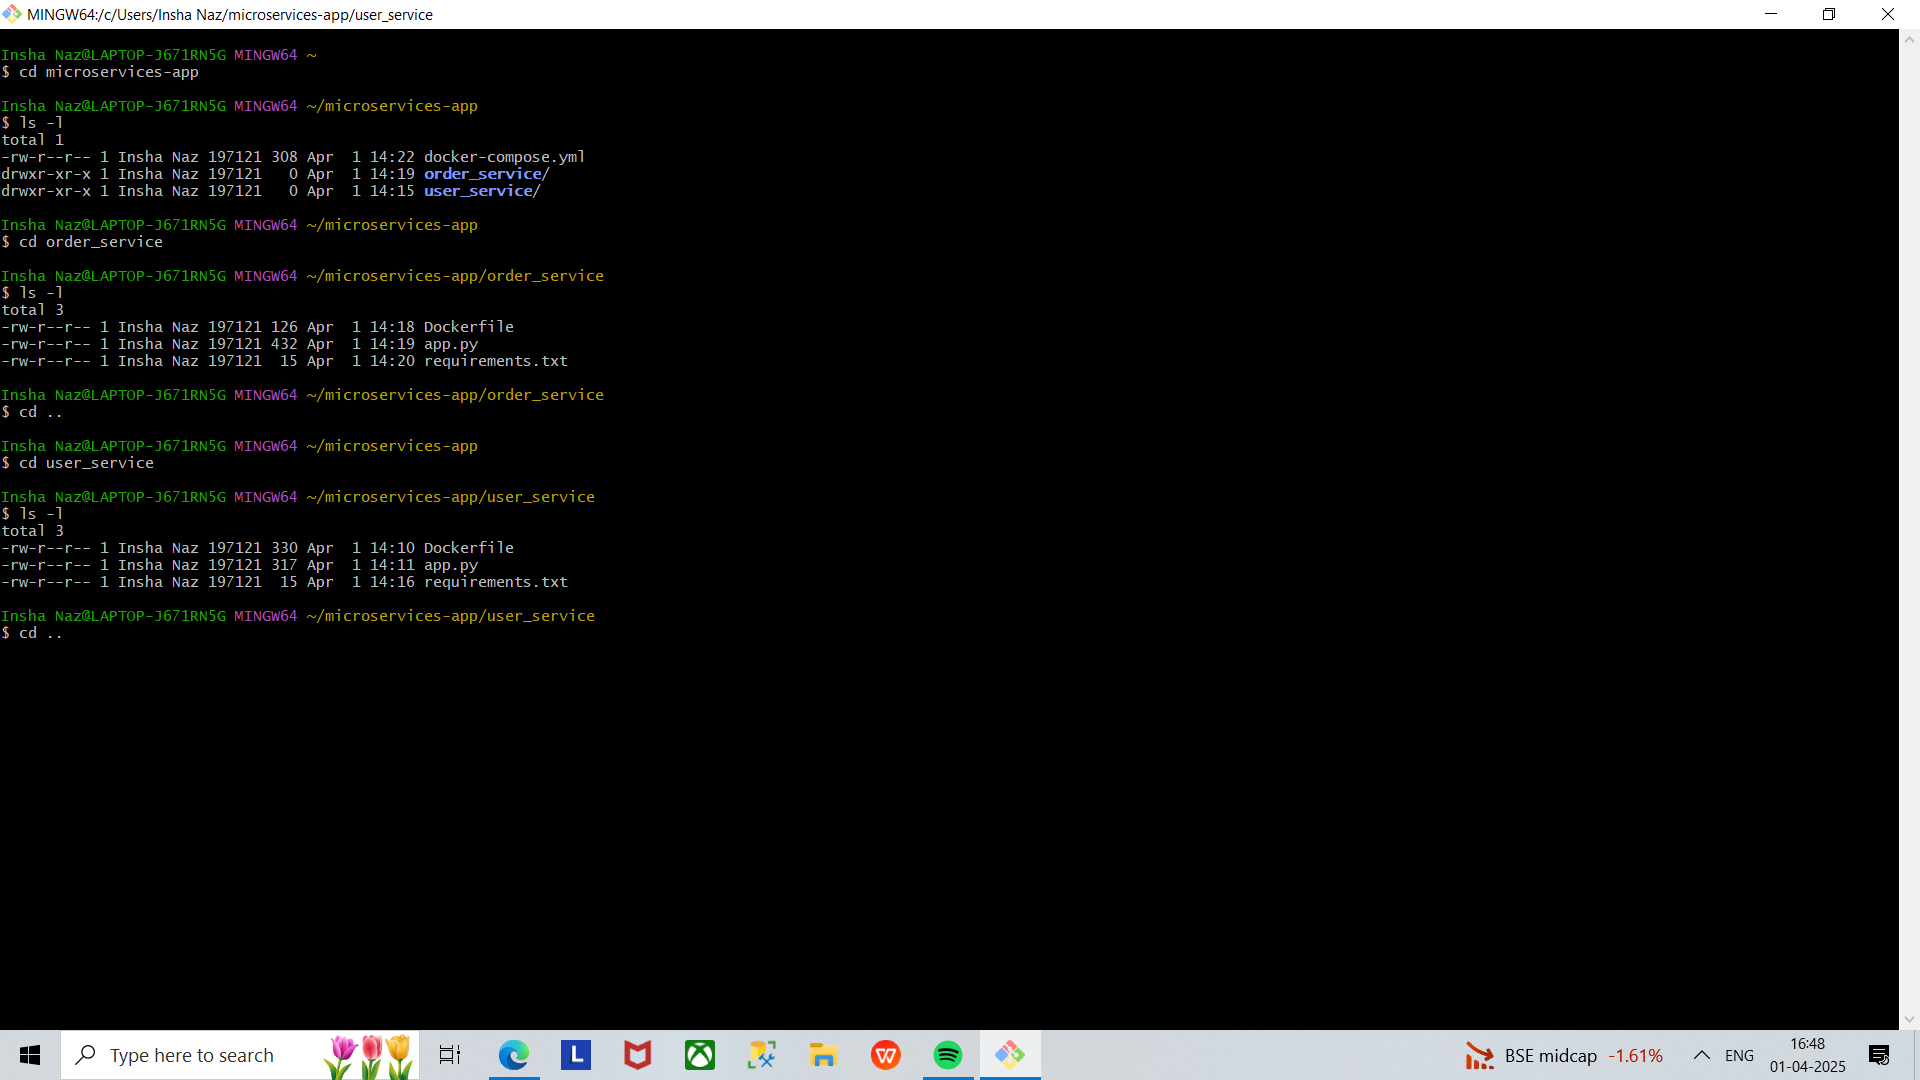 MINGW64:/c/Users/Insha Naz/microservices-app/user_service
Insha Naz@LAPTOP-J671RN5G MINGW64 ~
$ cd microservices-app
Insha Naz@LAPTOP-J671RN5G MINGW64 ~/microservices-app
$ ls -l
total 1
-rw-r--r-- 1 Insha Naz 197121 308 Apr  1 14:22 docker-compose.yml
drwxr-xr-x 1 Insha Naz 197121   0 Apr  1 14:19 order_service/
drwxr-xr-x 1 Insha Naz 197121   0 Apr  1 14:15 user_service/
Insha Naz@LAPTOP-J671RN5G MINGW64 ~/microservices-app
$ cd order_service
Insha Naz@LAPTOP-J671RN5G MINGW64 ~/microservices-app/order_service
$ ls -l
total 3
-rw-r--r-- 1 Insha Naz 197121 126 Apr  1 14:18 Dockerfile
-rw-r--r-- 1 Insha Naz 197121 432 Apr  1 14:19 app.py
-rw-r--r-- 1 Insha Naz 197121  15 Apr  1 14:20 requirements.txt
Insha Naz@LAPTOP-J671RN5G MINGW64 ~/microservices-app/order_service
$ cd ..
Insha Naz@LAPTOP-J671RN5G MINGW64 ~/microservices-app
$ cd user_service
Insha Naz@LAPTOP-J671RN5G MINGW64 ~/microservices-app/user_service
$ ls -l
total 3
-rw-r--r-- 1 Insha Naz 197121 330 Apr  1 14:10 Dockerfile
-rw-r--r-- 1 Insha Naz 197121 317 Apr  1 14:11 app.py
-rw-r--r-- 1 Insha Naz 197121  15 Apr  1 14:16 requirements.txt
Insha Naz@LAPTOP-J671RN5G MINGW64 ~/microservices-app/user_service
$ cd ..
Type here to search
L
W
BSE midcap -1.61%
ENG
16:48
01-04-2025